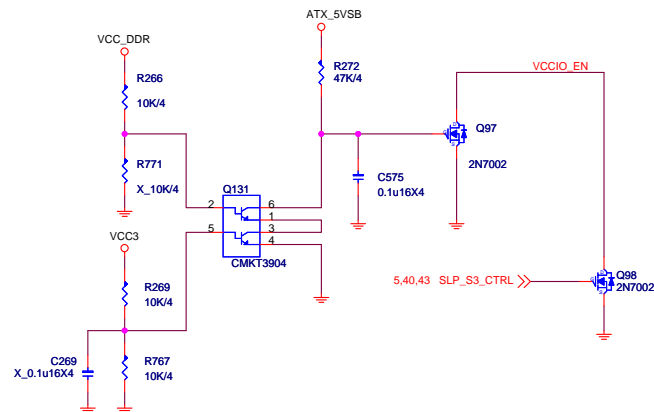 ATX_5VSB
VCC_DDR
R272
47K/4
VCCIO_EN
R266
10K/4
Q97
2N7002
R771
X_10K/4
C575
0.1u16X4
Q131
2
6
1
5
3
4
CMKT3904
VCC3
5,40,43 SLP_S3_CTRL
Q98
2N7002
R269
10K/4
C269
X_0.1u16X4
R767
10K/4